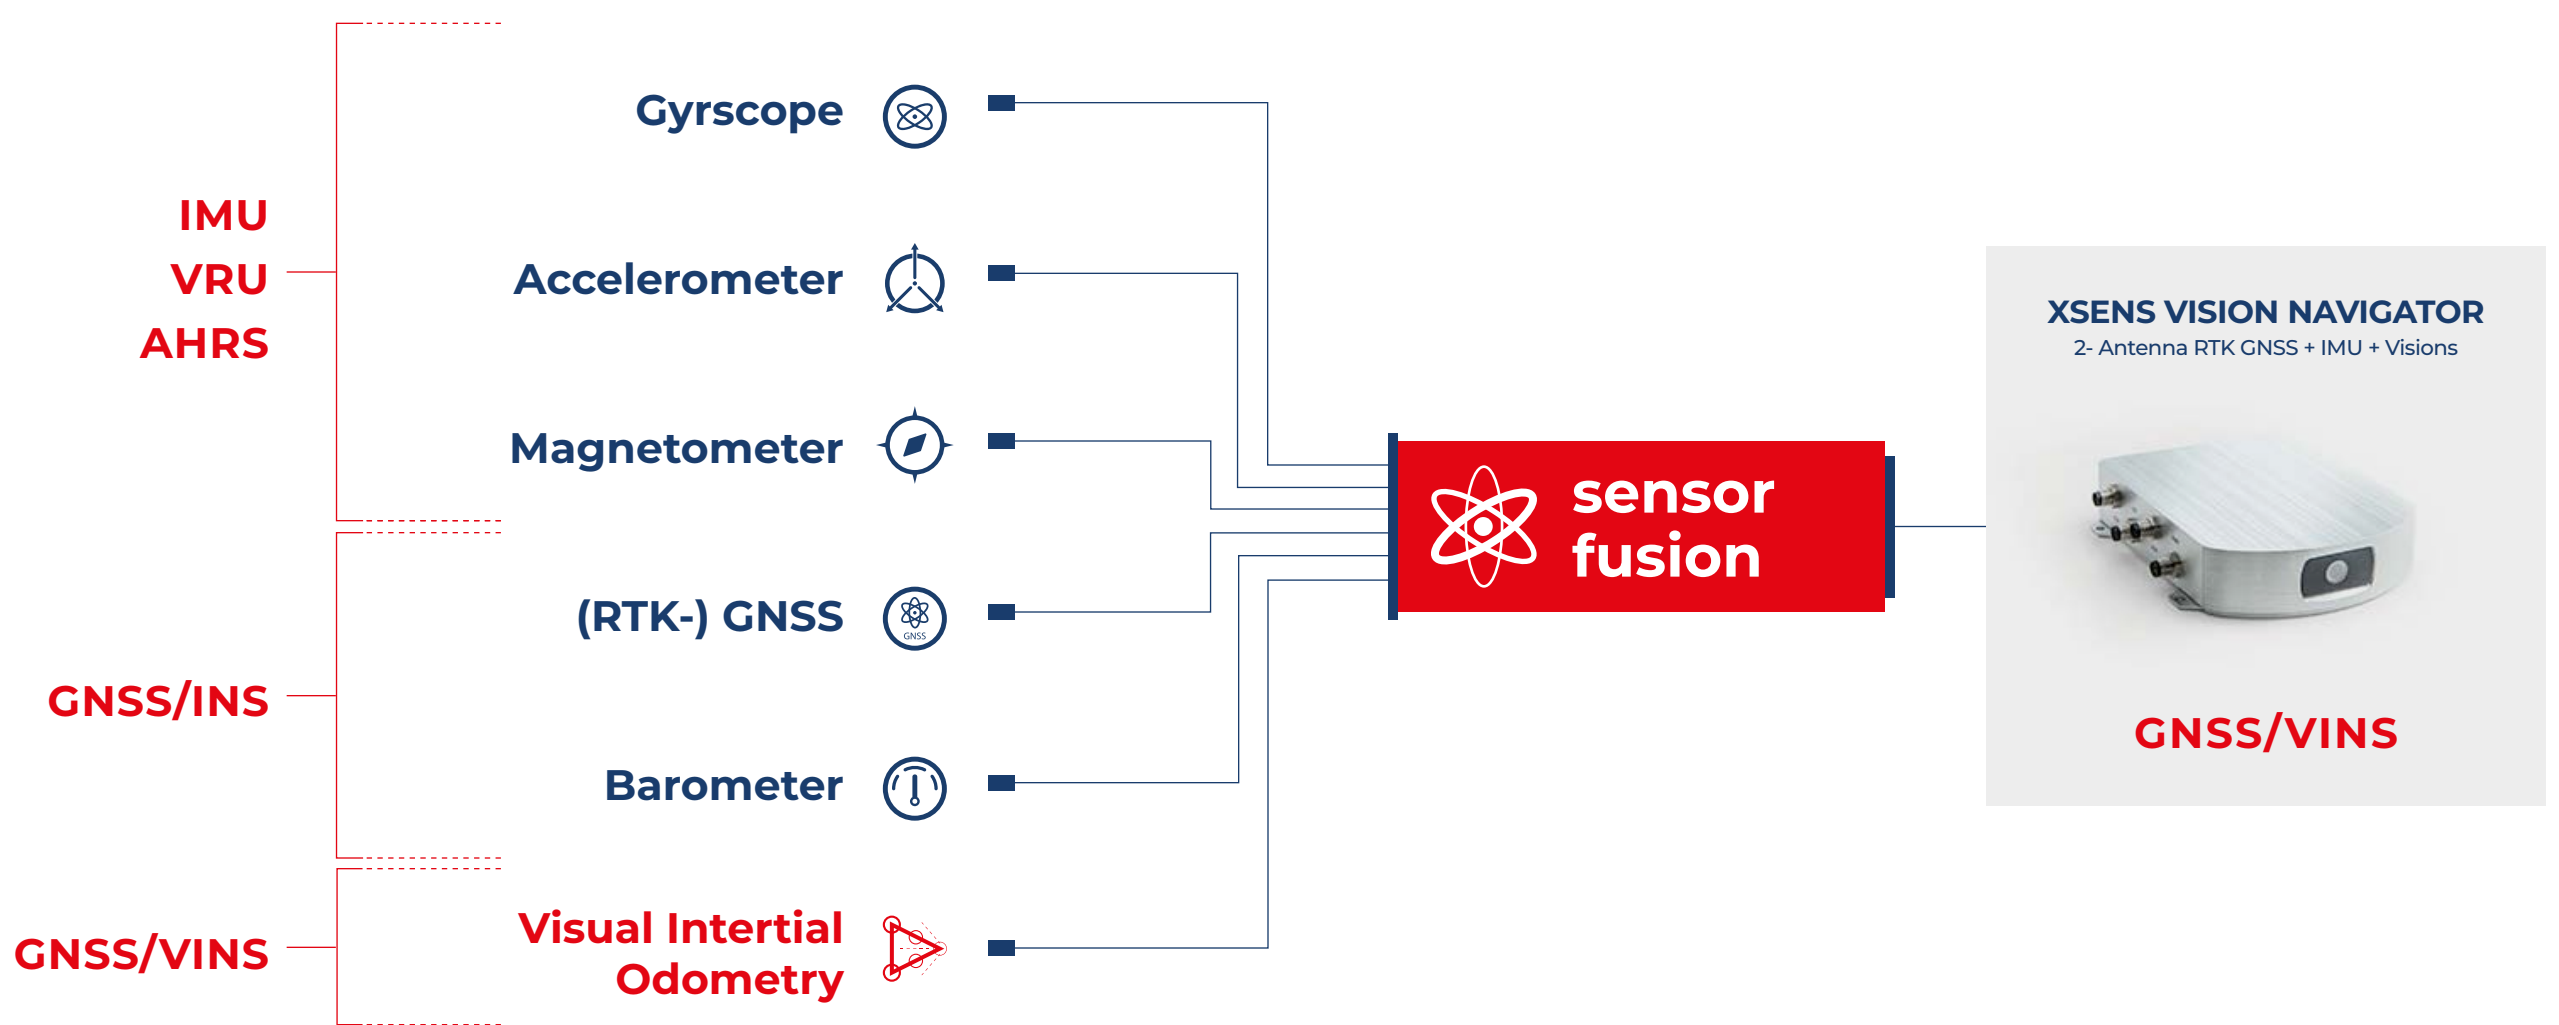 Gyrscope
IMU
VRU
AHRS
Accelerometer
Magnetometer
(RTK-) GNSS
GNSS
GNSS/INS
Barometer
GNSS/VINS
Visual Intertial
Odometry
sensor
fusion
XSENS VISION NAVIGATOR
2- Antenna RTK GNSS + IMU + Visions
GNSS/VINS